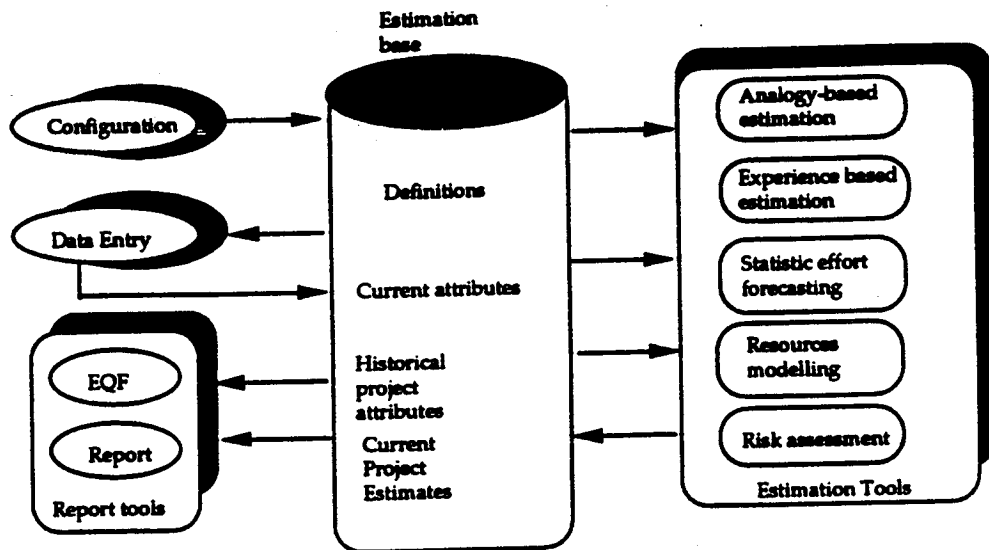 Estimation
base
Configuration
Data Entry
EQF
Report
Report tools
Definitions
Current attributes
Historical
project
attributes
Current
Project
Estimates
Analogy-based
estimation
Experience based
estimation
Statistic effort
forecasting
Resources
modelling
Risk assessment
Estimation Tools